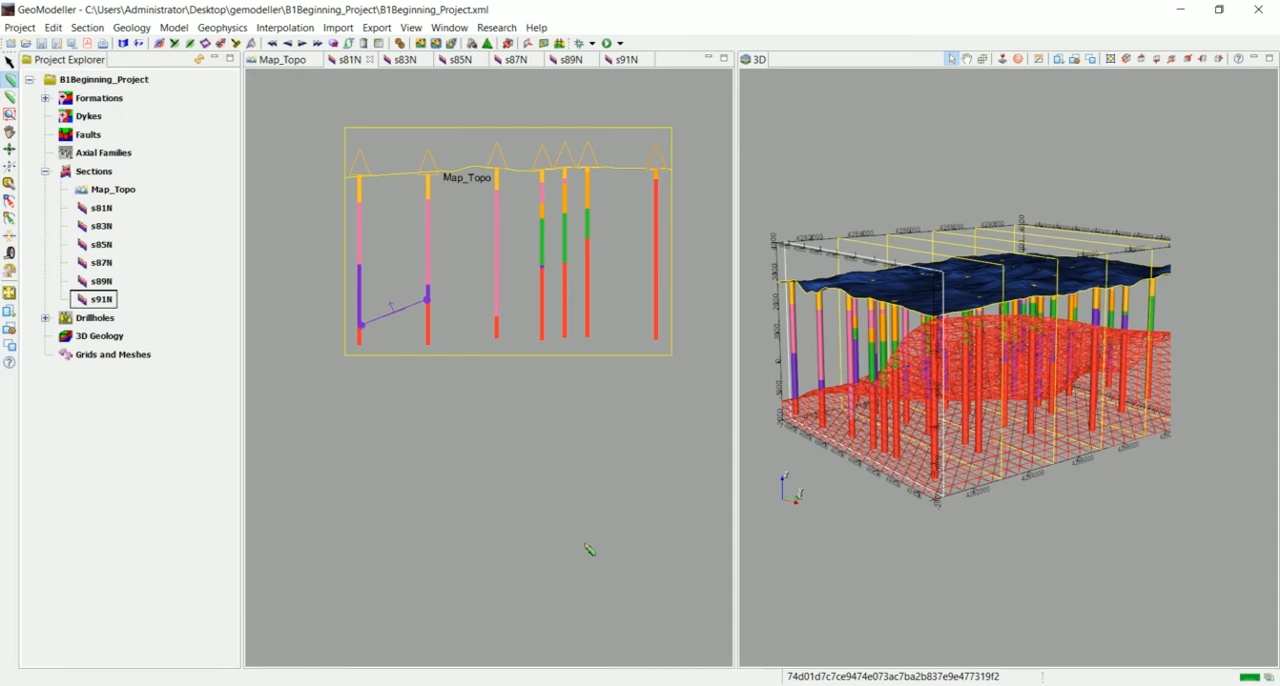 GeoModeller - C:\Users\Administrator\Desktop\gemodeller\B1Beginning_Project\B1Beginning_Project.xml
Project Edit Section Geology Model Geophysics Interpolation Import Export View Window Research Help
Project Explorer
B1Beginning_Project
Formations
Dykes
Faults
Axial Families
Sections
Map_Topo
s81N
s83N
s85N
s87N
s89N
s91N
Drillholes
3D Geology
Grids and Meshes
Map_Topo s81N s83N s85N s87N s89N s91N
Map_Topo
3D
74d01d7c7ce9474e073ac7ba2b837e9e477319f2